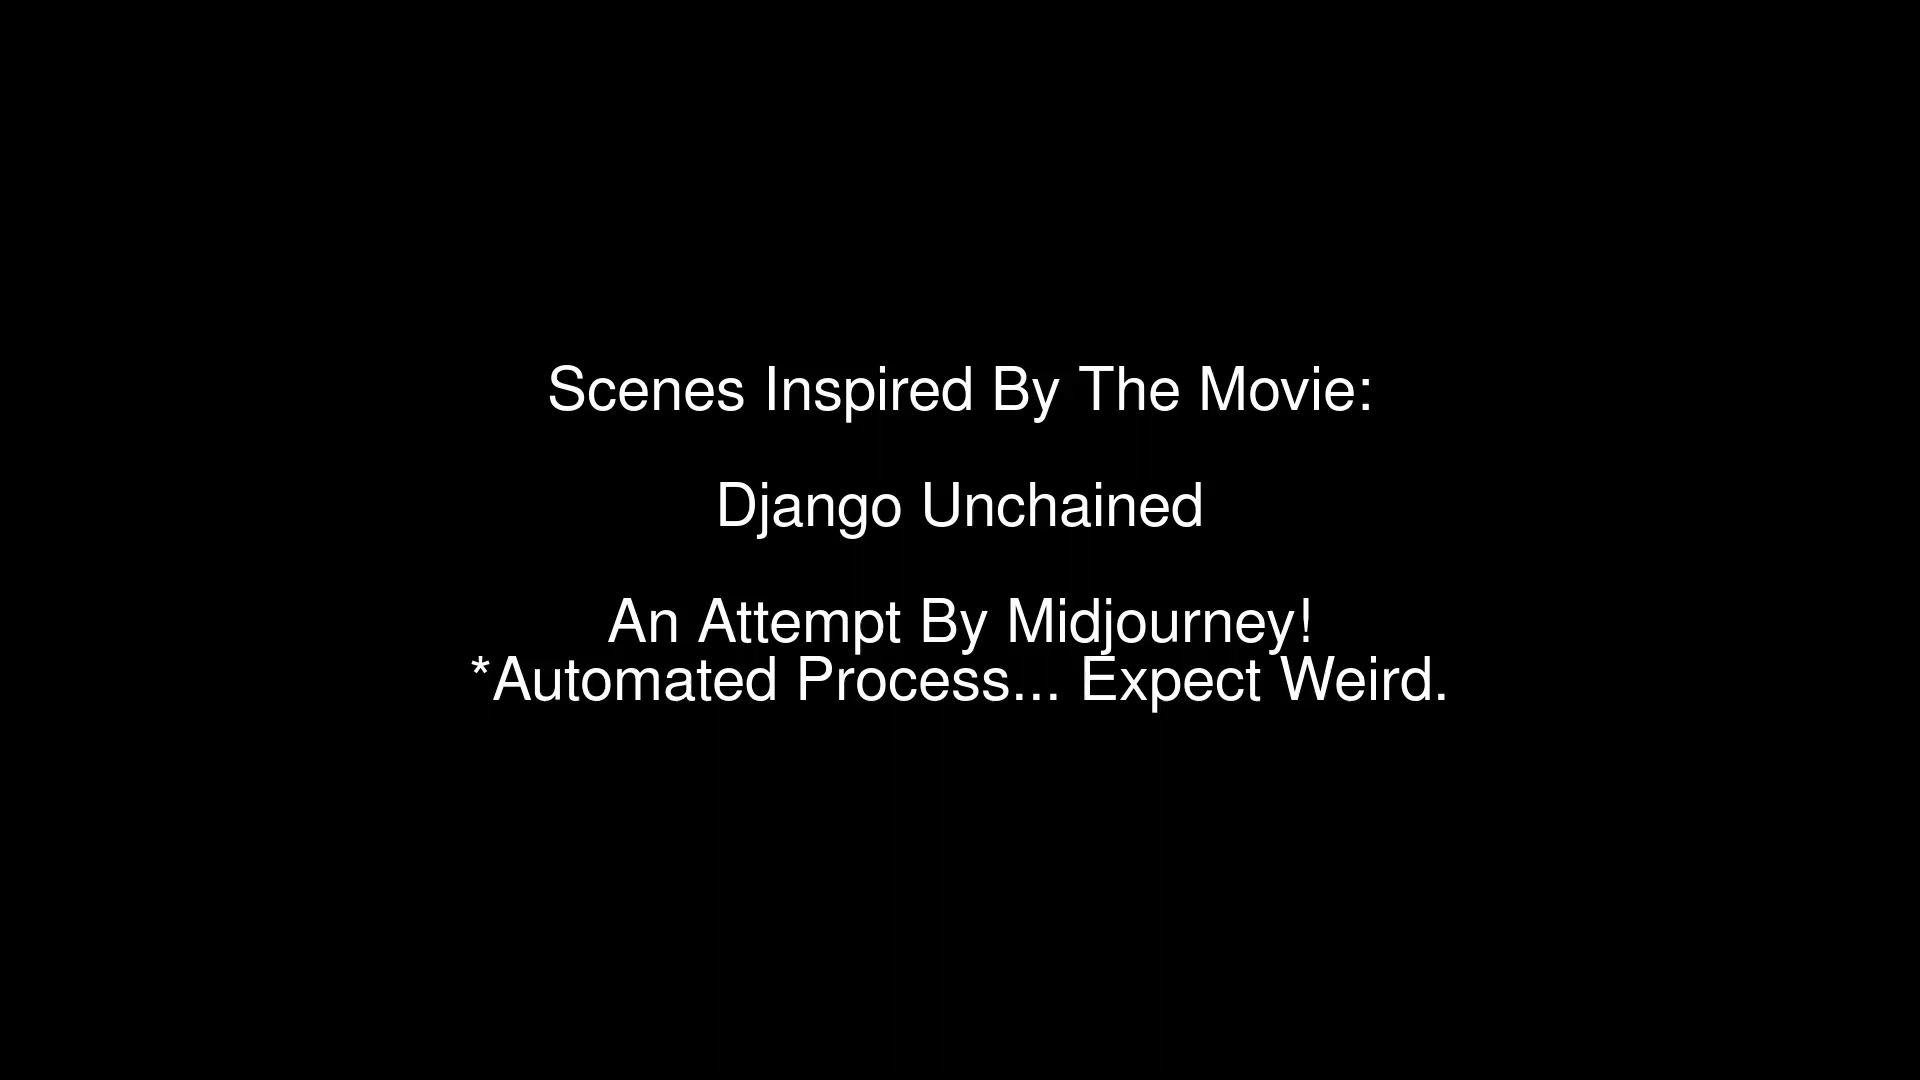 Scenes Inspired By The Movie:
Django Unchained
An Attempt By Midjourney!
*Automated Process... Expect Weird.